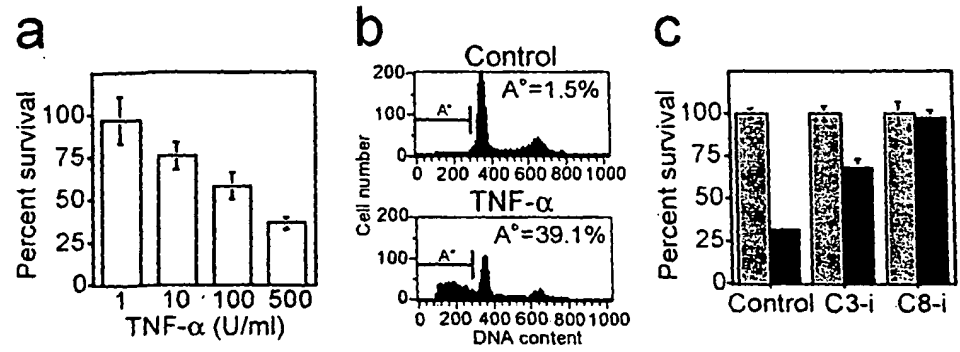 a
Percent survival
100
75
50
25
0
1 10 100 500
TNF-α (U/ml)
b
Control
Cell number
200
100
0
A°
A°=1.5%
0 200 400 600 800 1000
TNF-α
200
100
0
A°
A°=39.1%
0 200 400 600 800 1000
DNA content
c
Percent survival
100
75
50
25
0
Control C3-i C8-i